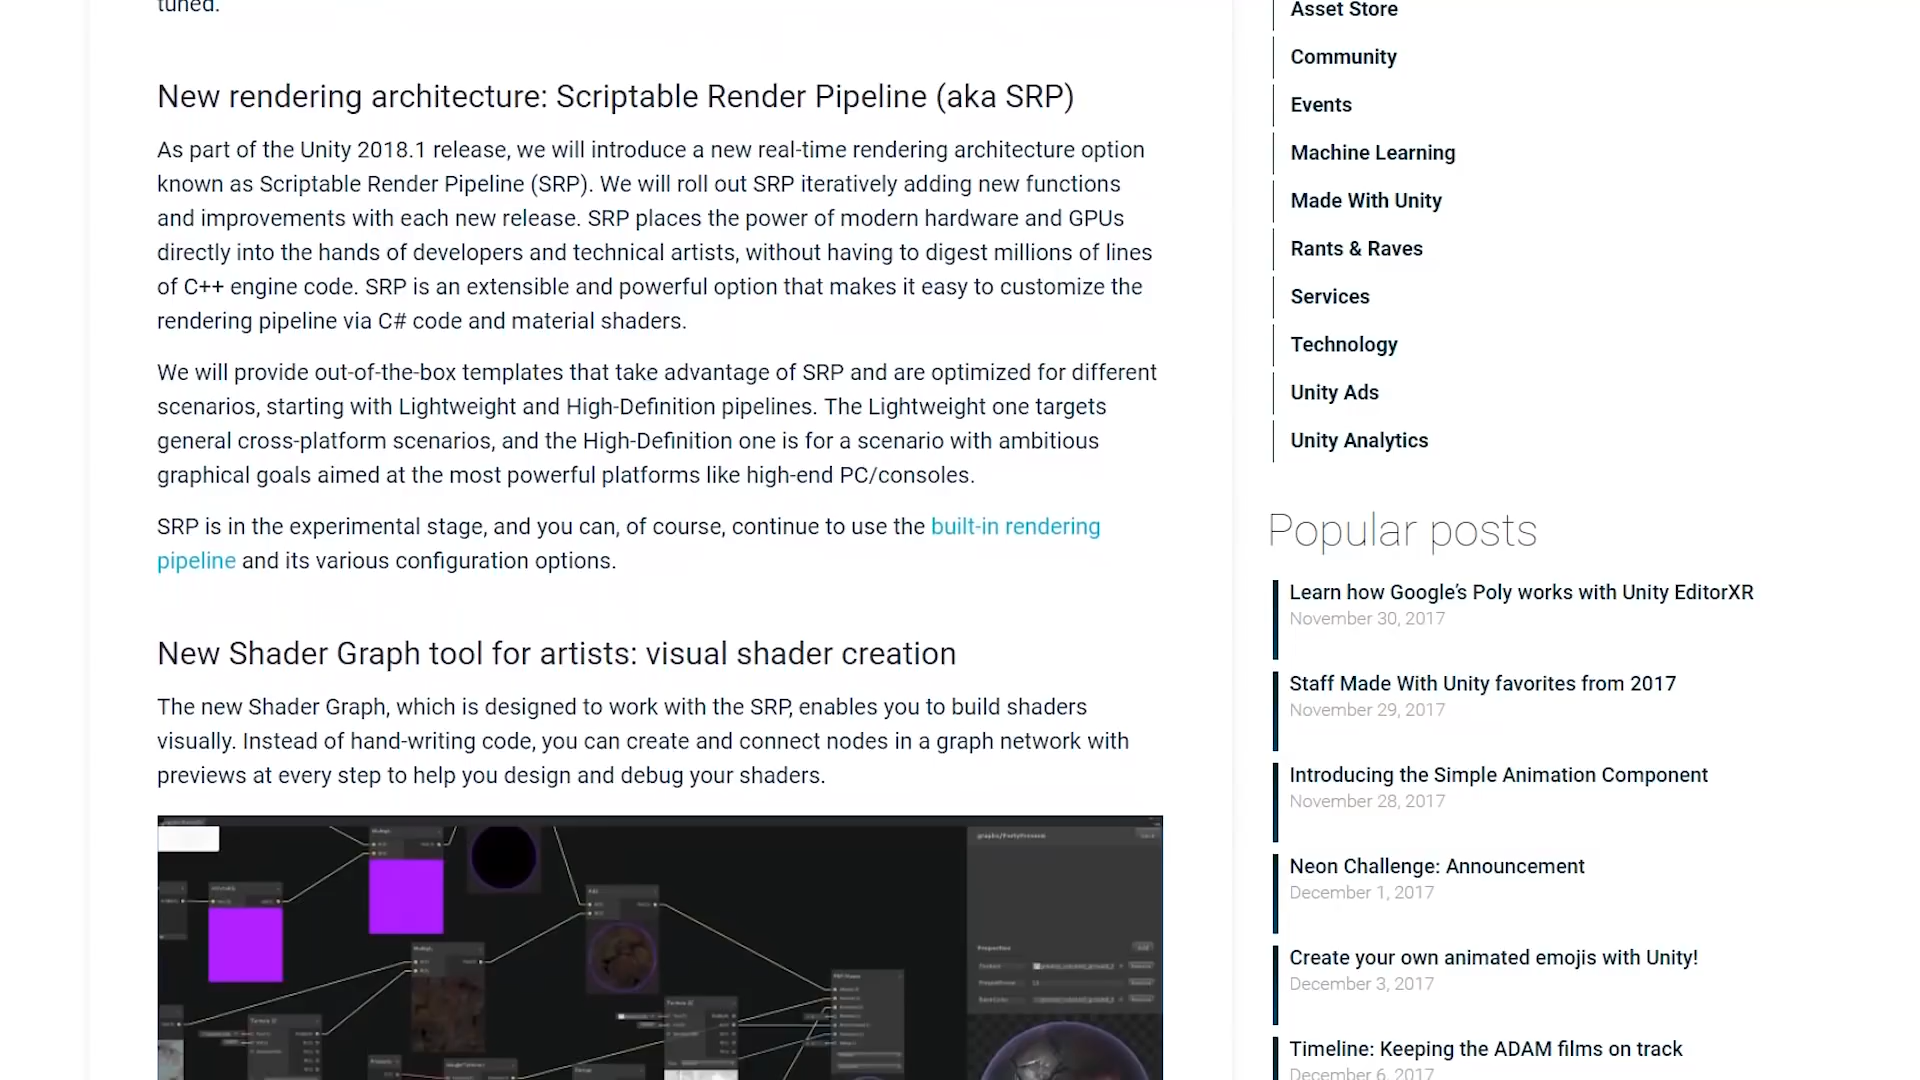 tuned.
New rendering architecture: Scriptable Render Pipeline (aka SRP)
As part of the Unity 2018.1 release, we will introduce a new real-time rendering architecture option
known as Scriptable Render Pipeline (SRP). We will roll out SRP iteratively adding new functions
and improvements with each new release. SRP places the power of modern hardware and GPUs
directly into the hands of developers and technical artists, without having to digest millions of lines
of C++ engine code. SRP is an extensible and powerful option that makes it easy to customize the
rendering pipeline via C# code and material shaders.
We will provide out-of-the-box templates that take advantage of SRP and are optimized for different
scenarios, starting with Lightweight and High-Definition pipelines. The Lightweight one targets
general cross-platform scenarios, and the High-Definition one is for a scenario with ambitious
graphical goals aimed at the most powerful platforms like high-end PC/consoles.
SRP is in the experimental stage, and you can, of course, continue to use the built-in rendering
pipeline and its various configuration options.
New Shader Graph tool for artists: visual shader creation
The new Shader Graph, which is designed to work with the SRP, enables you to build shaders
visually. Instead of hand-writing code, you can create and connect nodes in a graph network with
previews at every step to help you design and debug your shaders.
Asset Store
Community
Events
Machine Learning
Made With Unity
Rants & Raves
Services
Technology
Unity Ads
Unity Analytics
Popular posts
Learn how Google's Poly works with Unity EditorXR
November 30, 2017
Staff Made With Unity favorites from 2017
November 29, 2017
Introducing the Simple Animation Component
November 28, 2017
Neon Challenge: Announcement
December 1, 2017
Create your own animated emojis with Unity!
December 3, 2017
Timeline: Keeping the ADAM films on track
December 6, 2017